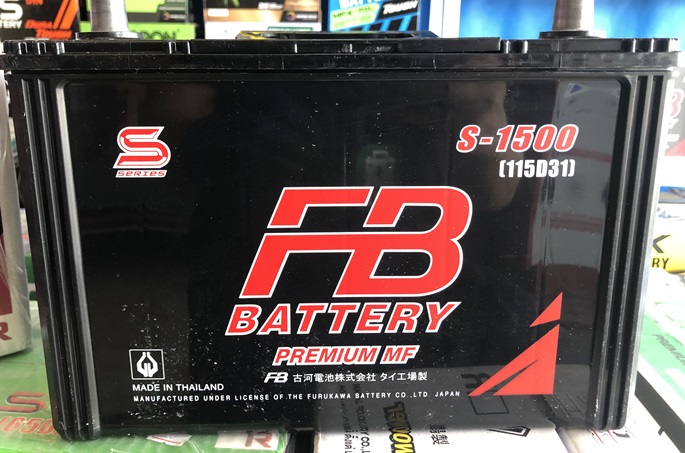 S
SERIES
S-1500
(115D31)
FB
BATTERY
PREMIUM MF
FB 古河電池株式会社 タイ工場製
MADE IN THAILAND
MANUFACTURED UNDER LICENSE OF THE FURUKAWA BATTERY CO.,LTD. JAPAN